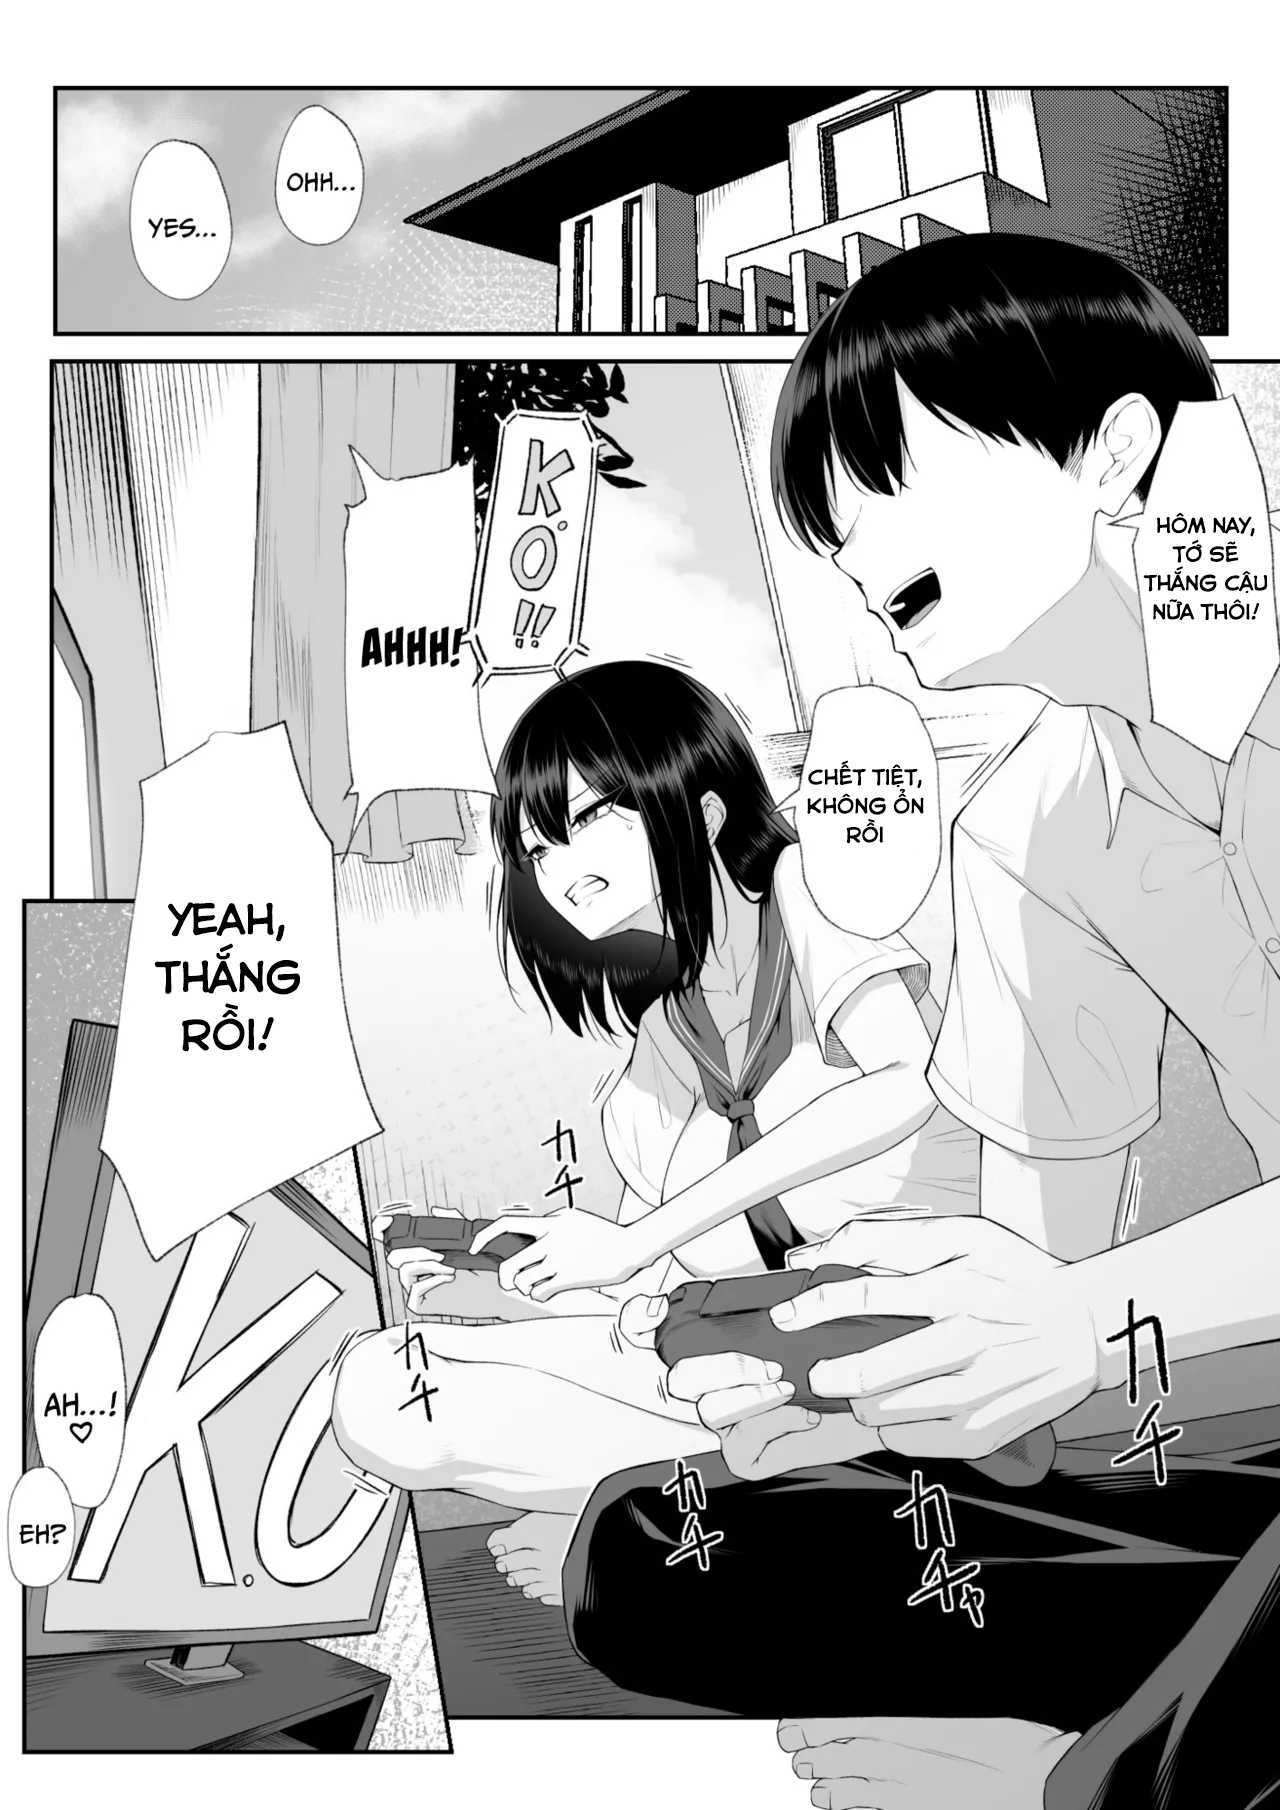 OHH...
YES...
HÔM NAY,
TỚ SẼ
THẮNG CẬU
NỮA THÔI!
K.O!!
AHHH!
CHẾT TIỆT,
KHÔNG ỔN
RỒI
YEAH,
THẮNG
RỒI!
カチ
カチ
カチ
カチ
カチャ
K.O
AH...!
♡
EH?